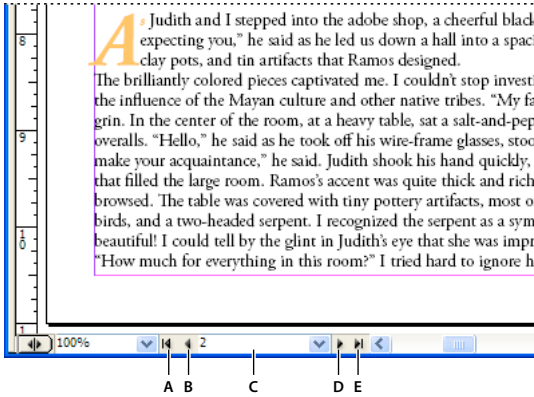 8
9
1
0
1
A s Judith and I stepped into the adobe shop, a cheerful blac
expecting you,” he said as he led us down a hall into a spaci
clay pots, and tin artifacts that Ramos designed.
The brilliantly colored pieces captivated me. I couldn’t stop investi
the influence of the Mayan culture and other native tribes. “My fa
grin. In the center of the room, at a heavy table, sat a salt-and-pep
overalls. “Hello,” he said as he took off his wire-frame glasses, stoo
make your acquaintance,” he said. Judith shook his hand quickly,
that filled the large room. Ramos’s accent was quite thick and rich
browsed. The table was covered with tiny pottery artifacts, most o
birds, and a two-headed serpent. I recognized the serpent as a sym
beautiful! I could tell by the glint in Judith’s eye that she was impr
“How much for everything in this room?” I tried hard to ignore h
100% 2
A B C D E